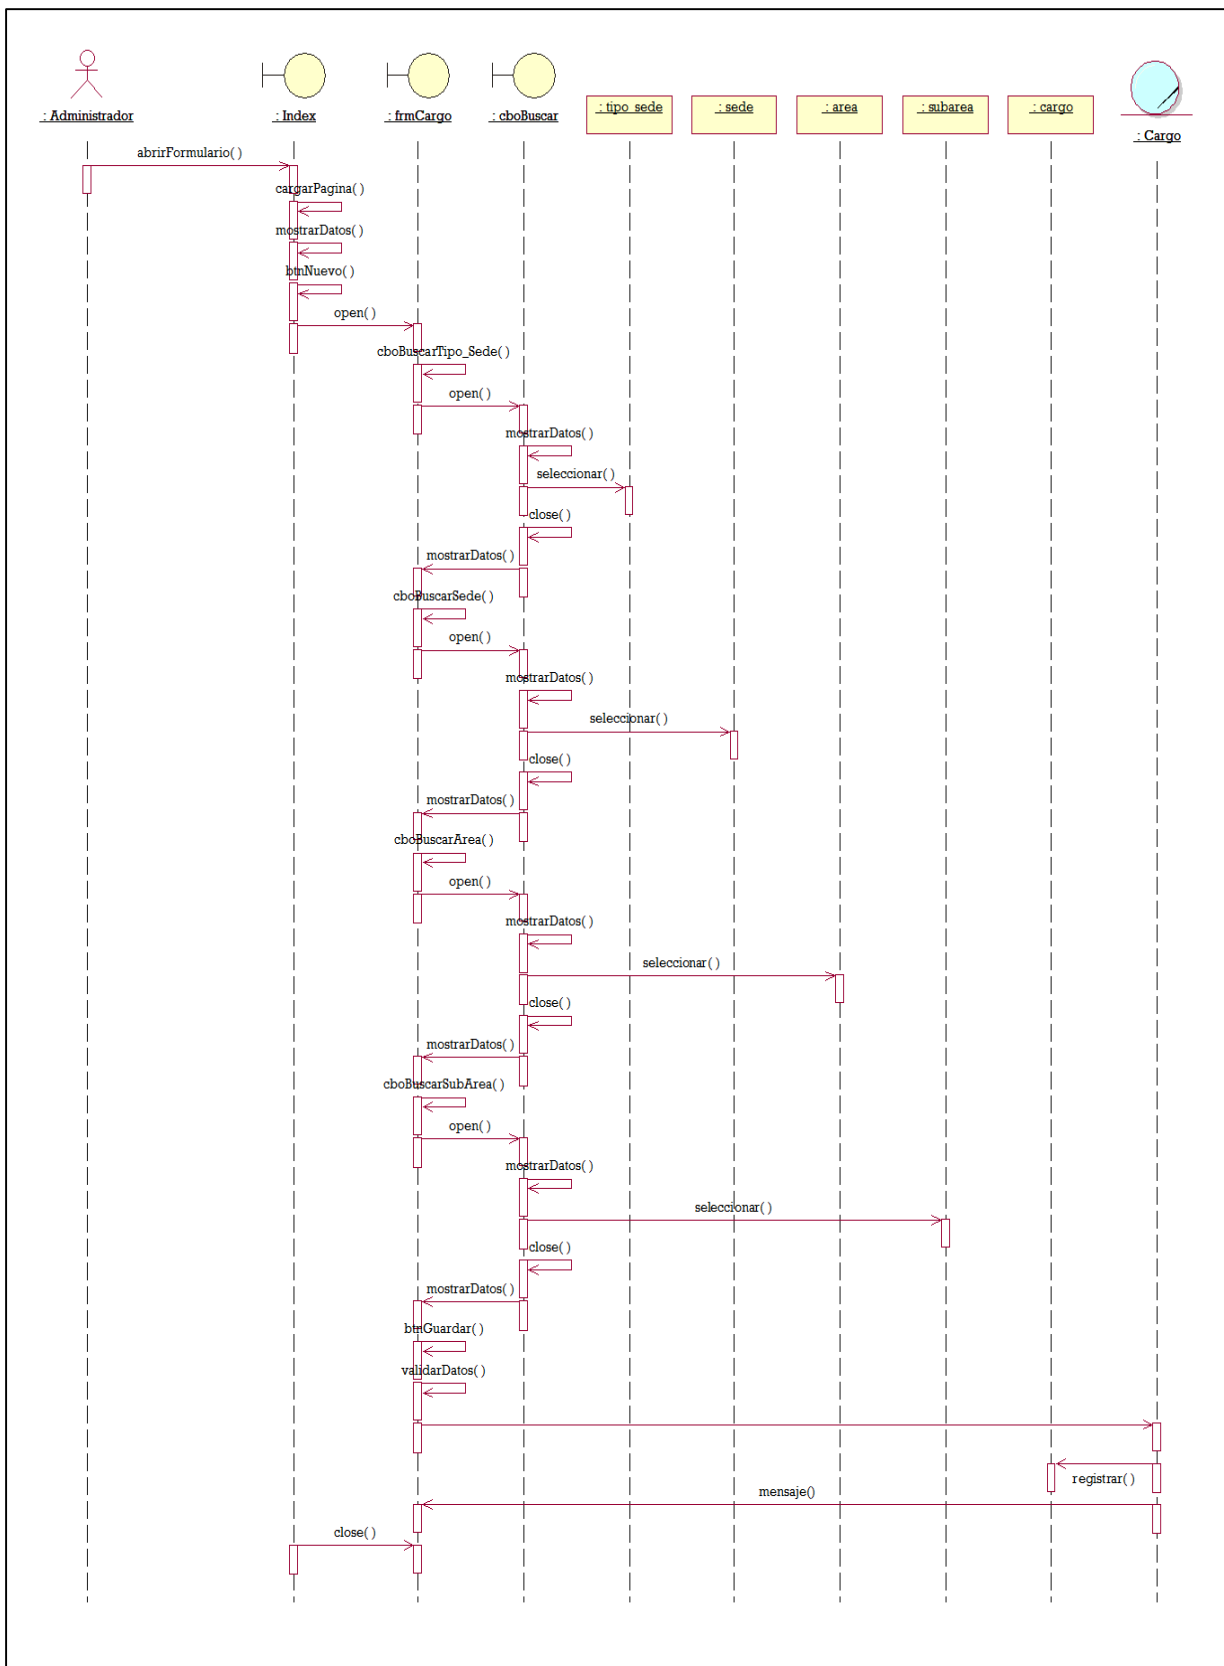 : Administrador
: Index
: frmCargo
: cboBuscar
: tipo_sede
: sede
: area
: subarea
: cargo
: Cargo
abrirFormulario( )
cargarPagina( )
mostrarDatos( )
btnNuevo( )
open( )
cboBuscarTipo_Sede( )
open( )
mostrarDatos( )
seleccionar( )
close( )
mostrarDatos( )
cboBuscarSede( )
open( )
mostrarDatos( )
seleccionar( )
close( )
mostrarDatos( )
cboBuscarArea( )
open( )
mostrarDatos( )
seleccionar( )
close( )
mostrarDatos( )
cboBuscarSubArea( )
open( )
mostrarDatos( )
seleccionar( )
close( )
mostrarDatos( )
btnGuardar( )
validarDatos( )
registrar( )
mensaje()
close( )